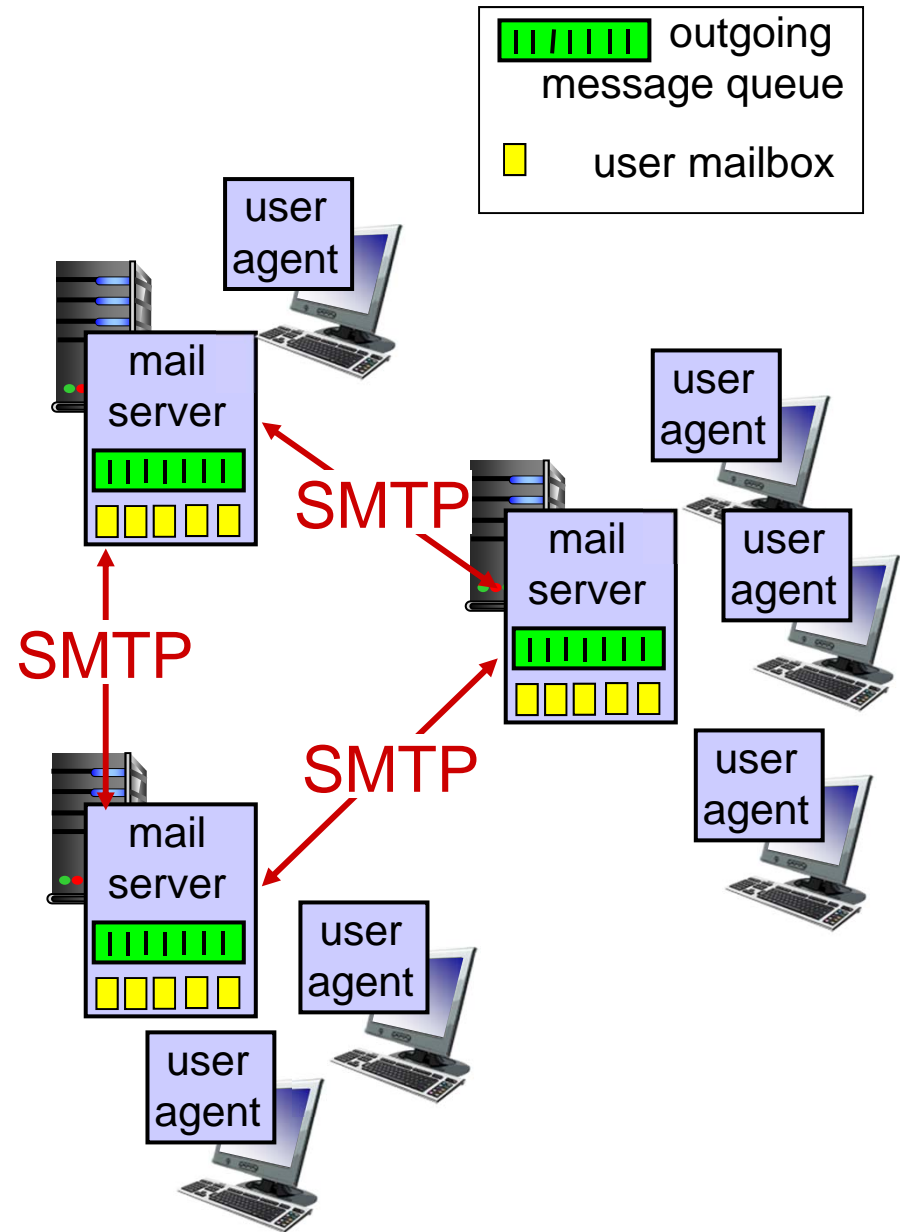 outgoing
message queue
user mailbox
user
agent
mail
server
SMTP
user
agent
mail
server
user
agent
SMTP
SMTP
user
agent
mail
server
user
agent
user
agent